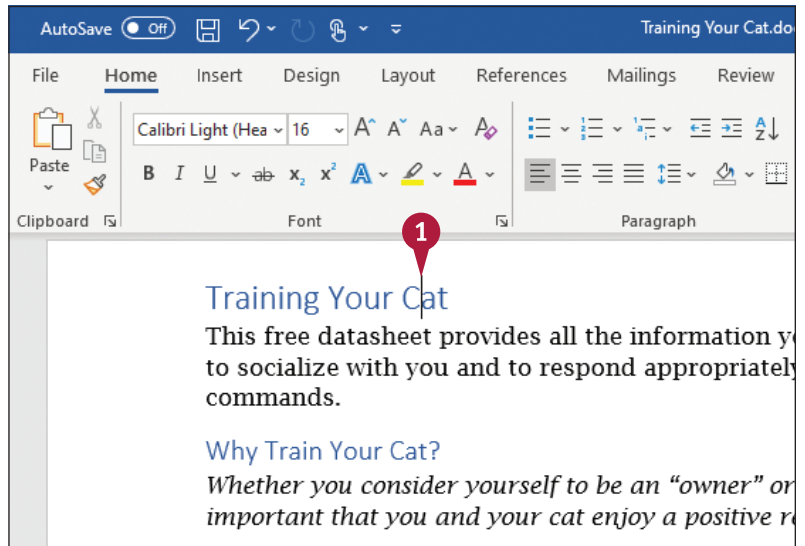 AutoSave Off Training Your Cat.do
File Home Insert Design Layout References Mailings Review
Calibri Light (Hea 16 A A Aa A A Z
Paste B I U ab x2 x2 A A
Clipboard Font Paragraph
1
Training Your Cat
This free datasheet provides all the information y
to socialize with you and to respond appropriately
commands.
Why Train Your Cat?
Whether you consider yourself to be an “owner” or
important that you and your cat enjoy a positive r